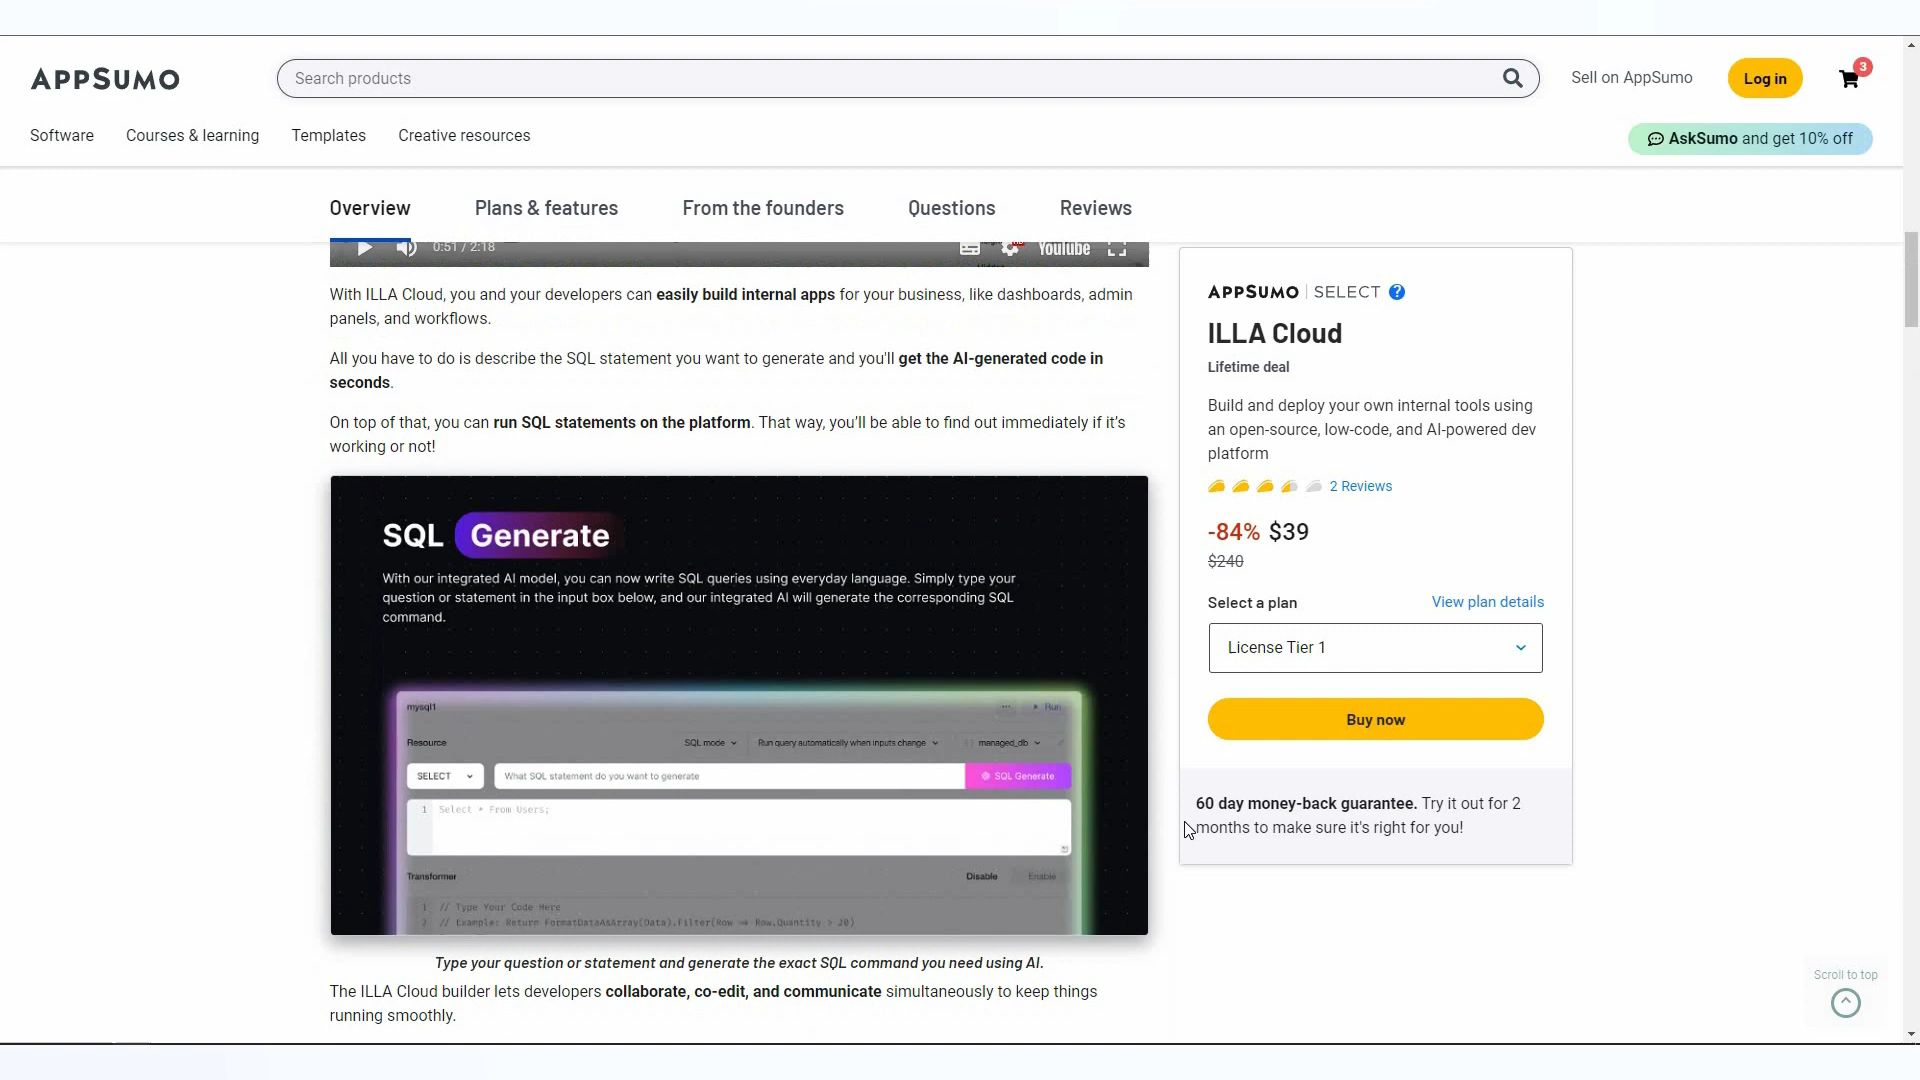 APPSUMO
Search products
Sell on AppSumo
Log in
3
Software
Courses & learning
Templates
Creative resources
AskSumo and get 10% off
Overview
Plans & features
From the founders
Questions
Reviews
0:51 / 2:18
YouTube
With ILLA Cloud, you and your developers can easily build internal apps for your business, like dashboards, admin
panels, and workflows.
All you have to do is describe the SQL statement you want to generate and you'll get the AI-generated code in
seconds.
On top of that, you can run SQL statements on the platform. That way, you’ll be able to find out immediately if it’s
working or not!
SQL Generate
With our integrated AI model, you can now write SQL queries using everyday language. Simply type your
question or statement in the input box below, and our integrated AI will generate the corresponding SQL
command.
mysql1
... Run
Resource
SQL mode
Run query automatically when inputs change
managed_db
SELECT
What SQL statement do you want to generate
SQL Generate
1 Select * From Users;
Transformer
Disable
Enable
1 // Type Your Code Here
2 // Example: Return FormatDataAsArray(Data).Filter(Row => Row.Quantity > 20)
Type your question or statement and generate the exact SQL command you need using AI.
The ILLA Cloud builder lets developers collaborate, co-edit, and communicate simultaneously to keep things
running smoothly.
APPSUMO | SELECT ?
ILLA Cloud
Lifetime deal
Build and deploy your own internal tools using
an open-source, low-code, and AI-powered dev
platform
2 Reviews
-84% $39
$240
Select a plan
View plan details
License Tier 1
Buy now
60 day money-back guarantee. Try it out for 2
months to make sure it's right for you!
Scroll to top